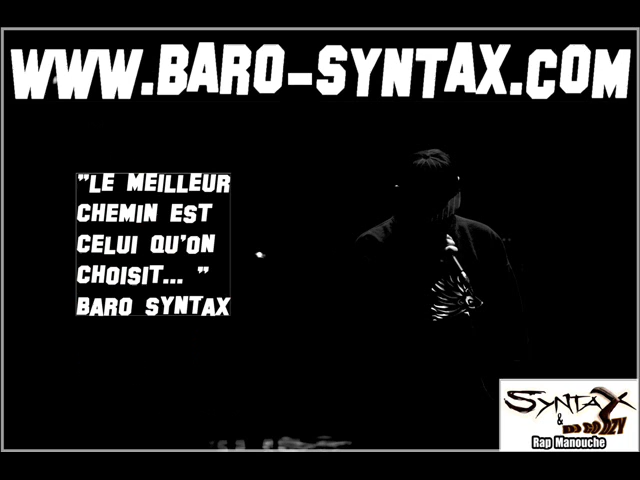 WWW.BARO-SYNTAX.COM
"LE MEILLEUR
CHEMIN EST
CELUI QU'ON
CHOISIT... "
BARO SYNTAX
SYNTAX
&
Rap Manouche